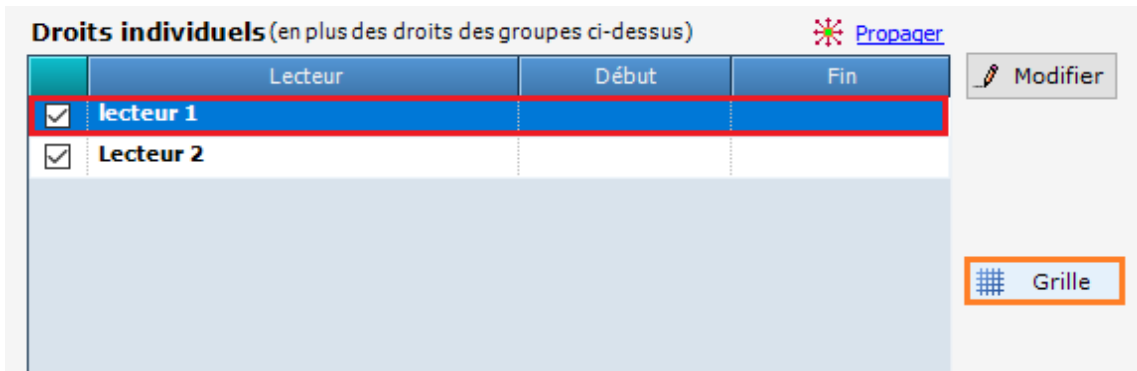 Droits individuels (en plus des droits des groupes ci-dessus) Propager
Lecteur Début Fin Modifier
lecteur 1
Lecteur 2
Grille